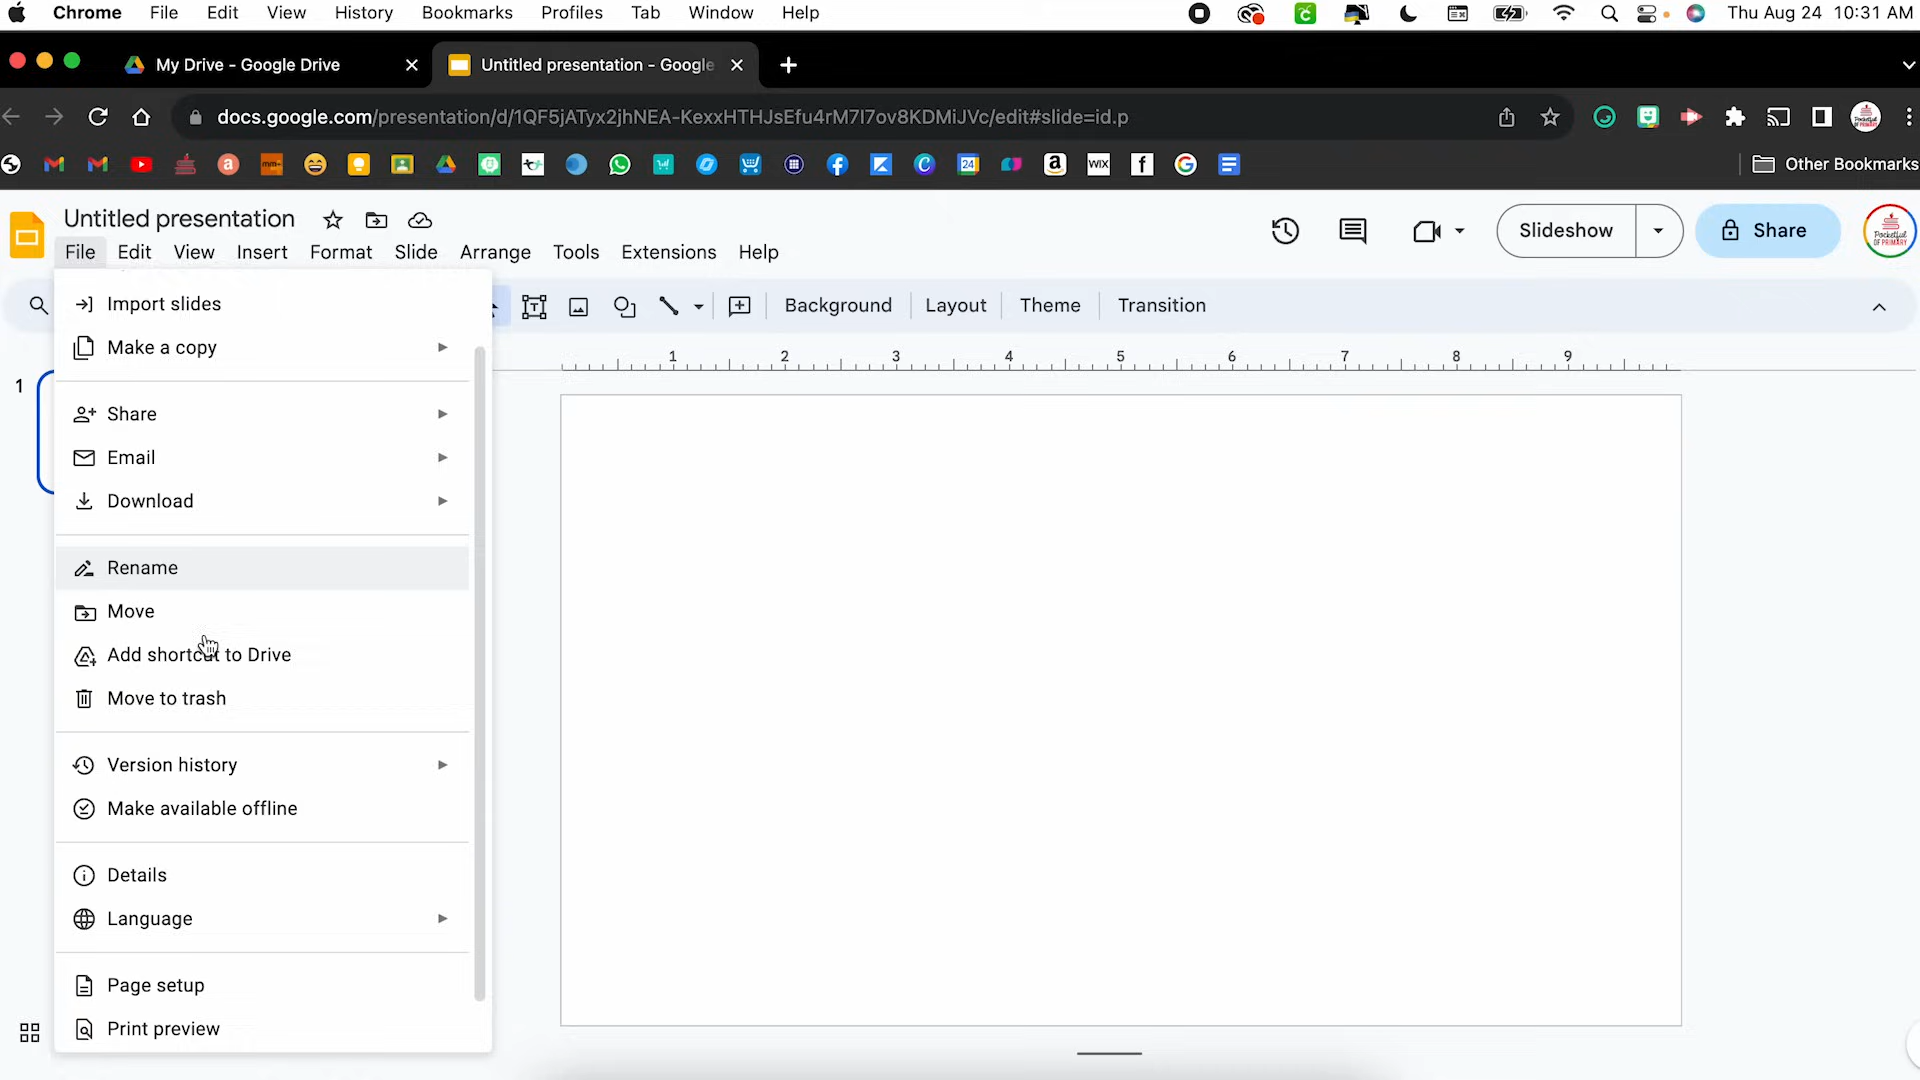 Chrome File Edit View History Bookmarks Profiles Tab Window Help Thu Aug 24 10:31 AM
My Drive - Google Drive Untitled presentation - Google
docs.google.com/presentation/d/1QF5jATyx2jhNEA-KexxHTHJsEfu4rM7I7ov8KDMiJVc/edit#slide=id.p
mm- 24 a WIX f Other Bookmarks
Untitled presentation Slideshow Share
File Edit View Insert Format Slide Arrange Tools Extensions Help
Background Layout Theme Transition
Import slides
Make a copy
1 2 3 4 5 6 7 8 9
1
Share
Email
Download
Rename
Move
Add shortcut to Drive
Move to trash
Version history
Make available offline
Details
Language
Page setup
Print preview